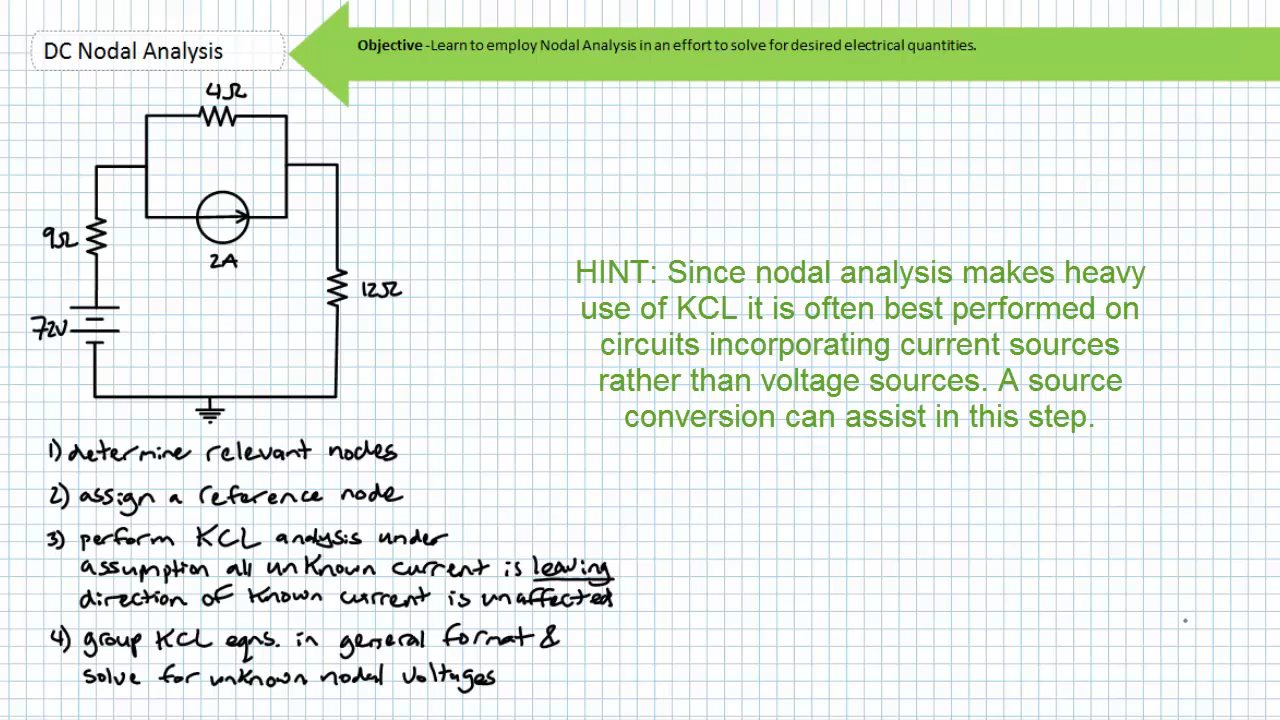 DC Nodal Analysis
Objective -Learn to employ Nodal Analysis in an effort to solve for desired electrical quantities.
4Ω
9Ω
2A
12Ω
72V
HINT: Since nodal analysis makes heavy
use of KCL it is often best performed on
circuits incorporating current sources
rather than voltage sources. A source
conversion can assist in this step.
1) determine relevant nodes
2) assign a reference node
3) perform KCL analysis under
assumption all unknown current is leaving
direction of known current is unaffected
4) group KCL eqns. in general format &
solve for unknown nodal voltages